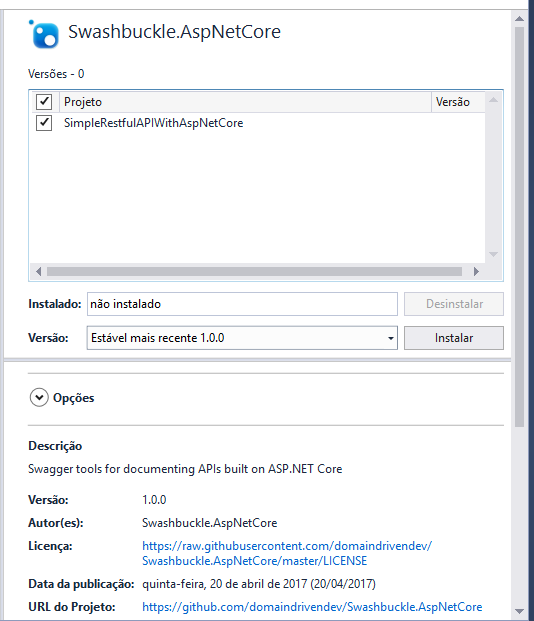 Swashbuckle.AspNetCore
Versões - 0
Projeto Versão
SimpleRestfulAPIWithAspNetCore
Instalado: não instalado Desinstalar
Versão: Estável mais recente 1.0.0 Instalar
Opções
Descrição
Swagger tools for documenting APIs built on ASP.NET Core
Versão: 1.0.0
Autor(es): Swashbuckle.AspNetCore
Licença: https://raw.githubusercontent.com/domaindrivendev/
Swashbuckle.AspNetCore/master/LICENSE
Data da publicação: quinta-feira, 20 de abril de 2017 (20/04/2017)
URL do Projeto: https://github.com/domaindrivendev/Swashbuckle.AspNetCore